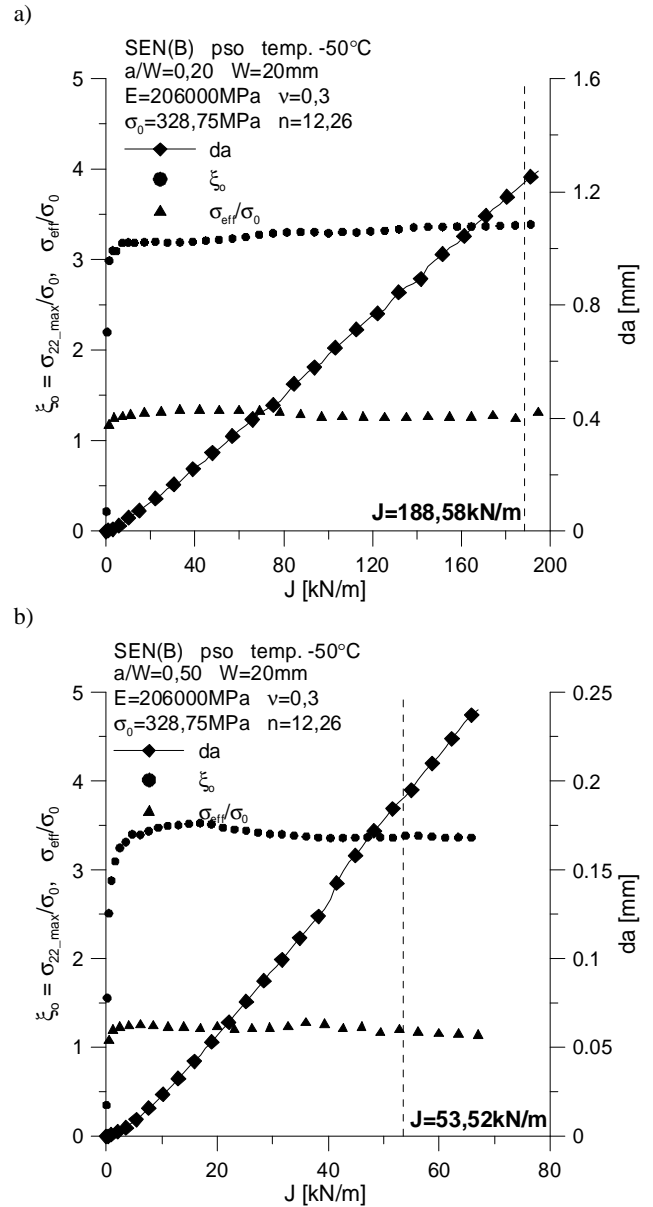 a)
SEN(B) pso temp. -50°C
a/W=0,20 W=20mm
E=206000MPa ν=0,3
σ0=328,75MPa n=12,26
da
ξo
σeff/σ0
5
4
3
2
1
0
ξo = σ22_max/σ0, σeff/σ0
1.6
1.2
0.8
0.4
0
da [mm]
J=188,58kN/m
0 40 80 120 160 200
J [kN/m]
b)
SEN(B) pso temp. -50°C
a/W=0,50 W=20mm
E=206000MPa ν=0,3
σ0=328,75MPa n=12,26
da
ξo
σeff/σ0
5
4
3
2
1
0
ξo = σ22_max/σ0, σeff/σ0
0.25
0.2
0.15
0.1
0.05
0
da [mm]
J=53,52kN/m
0 20 40 60 80
J [kN/m]